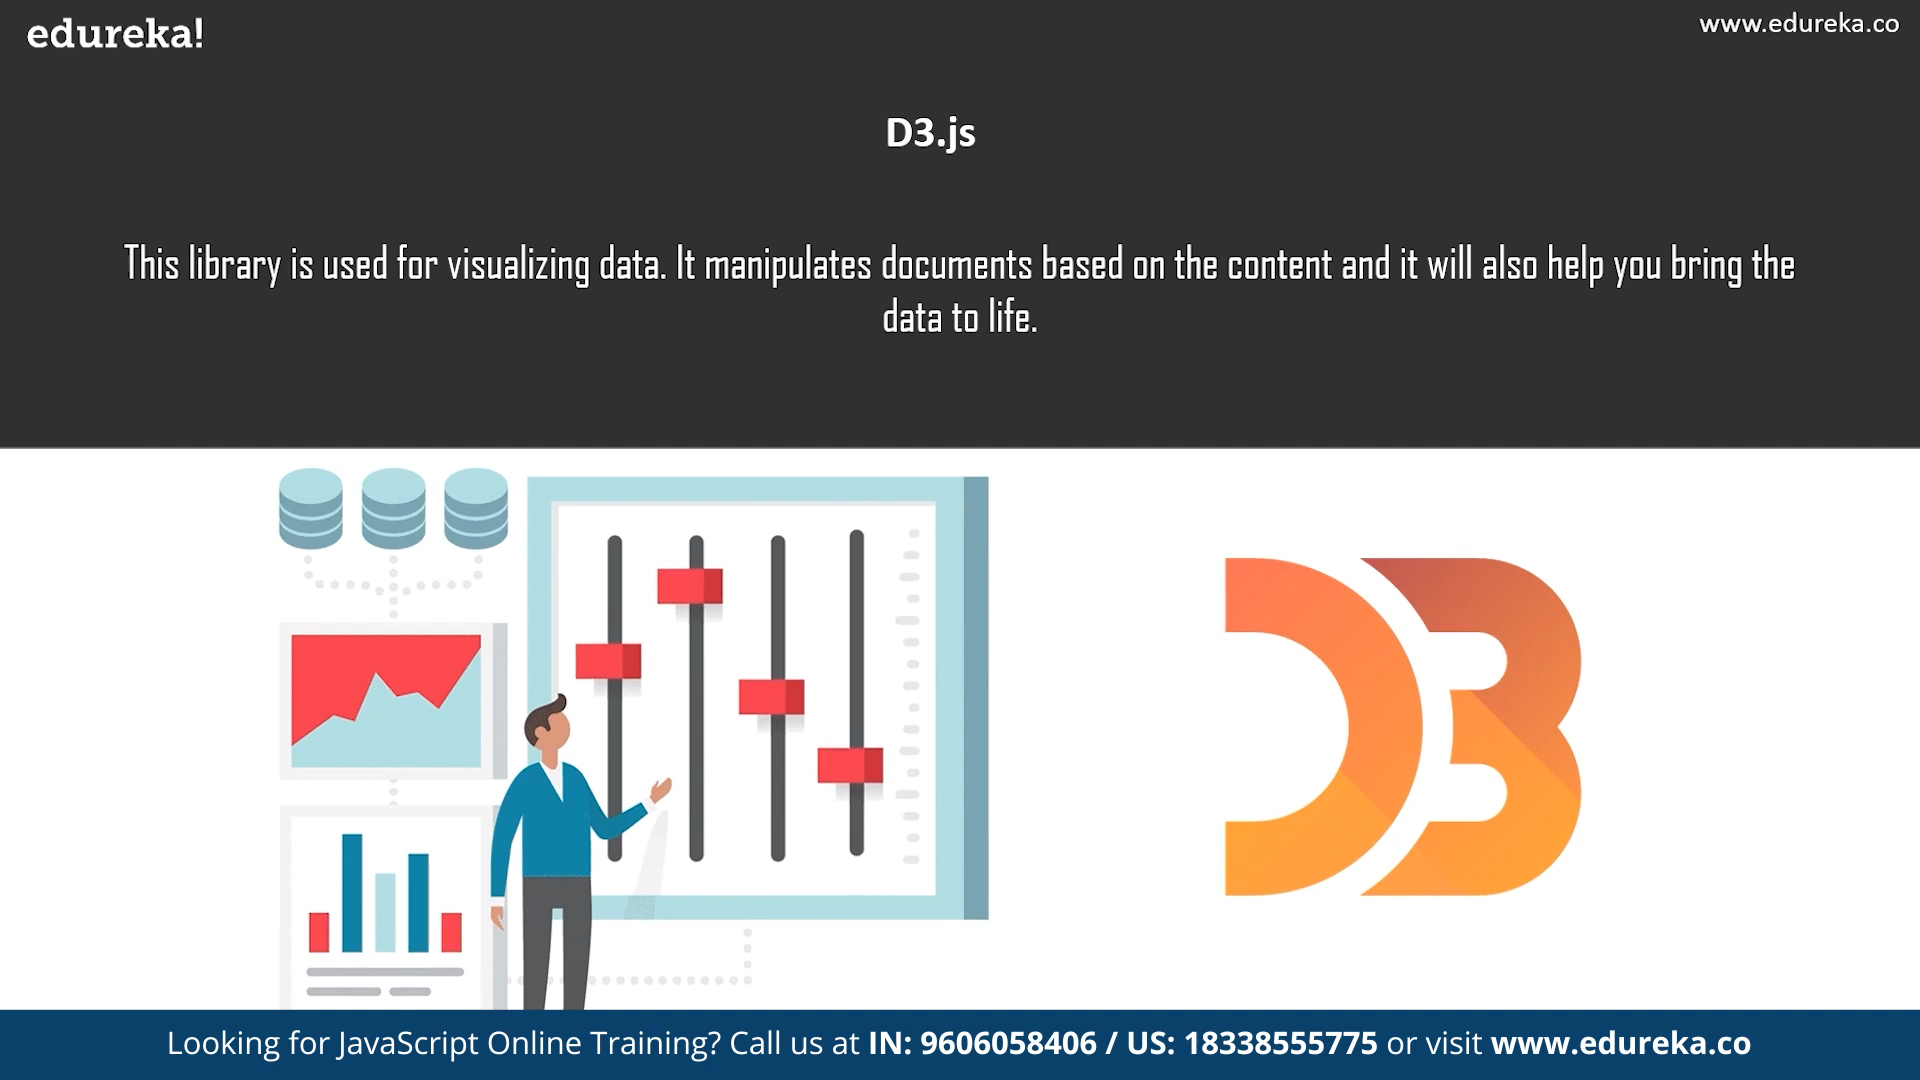 edureka!
www.edureka.co
D3.js
This library is used for visualizing data. It manipulates documents based on the content and it will also help you bring the
data to life.
D3
Looking for JavaScript Online Training? Call us at IN: 9606058406 / US: 18338555775 or visit www.edureka.co